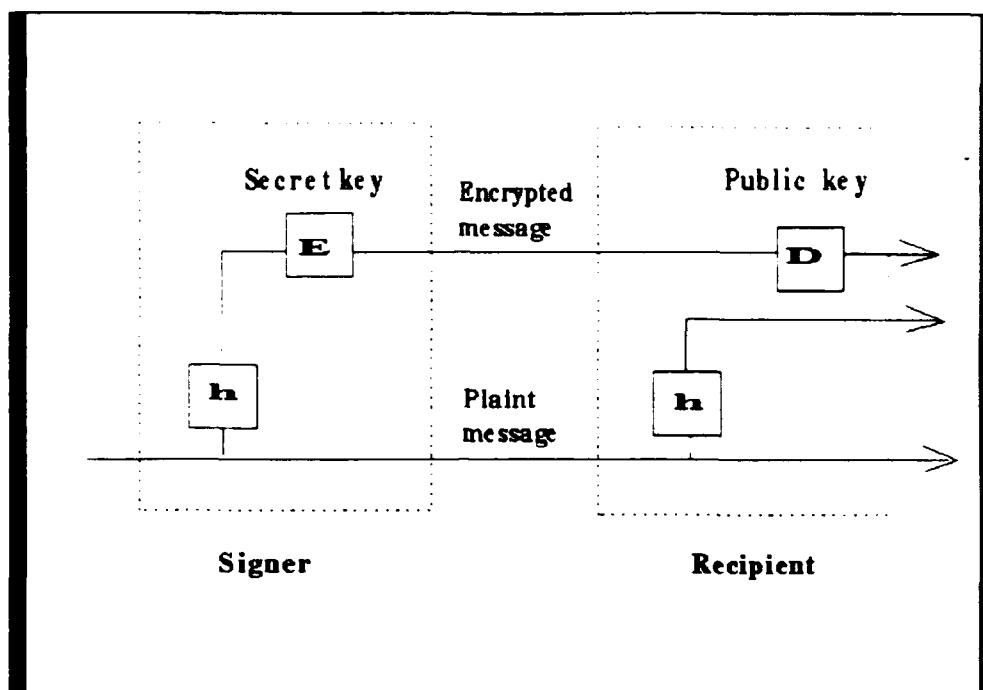 Secret key
Encrypted
message
Public key
E
D
h
h
Plaint
message
Signer
Recipient